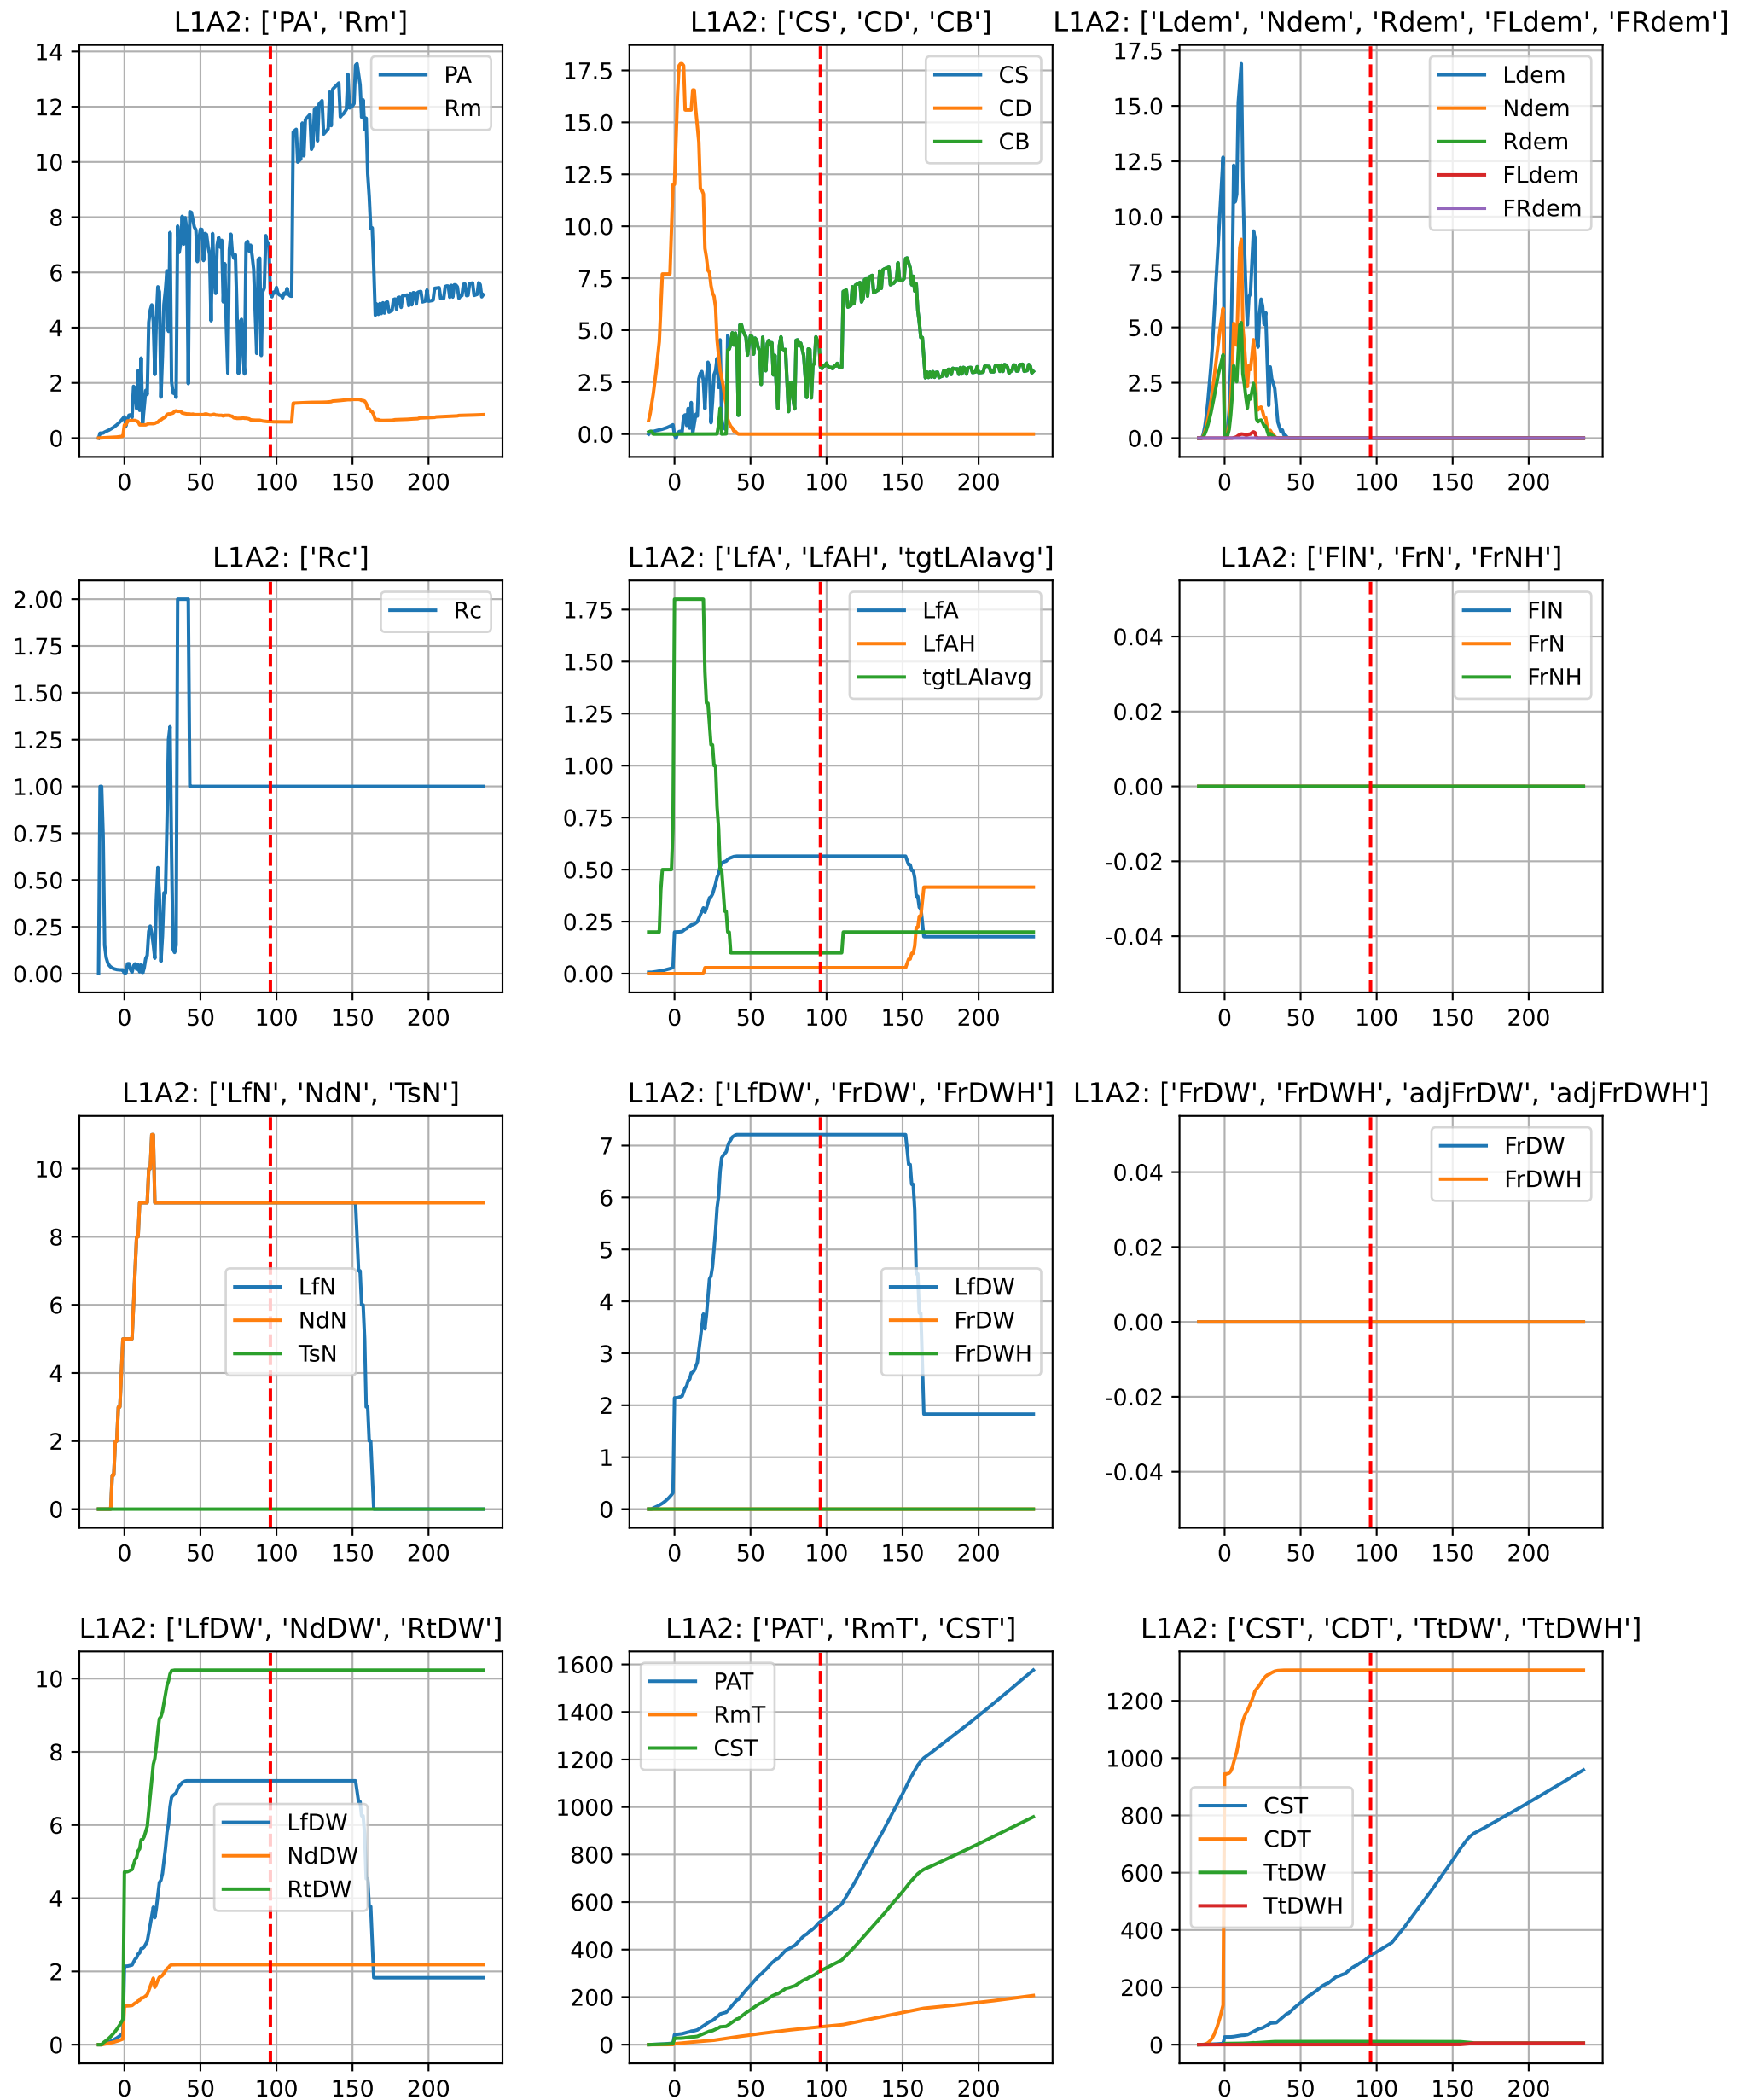 L1A2: ['PA', 'Rm']
14
12
10
8
6
4
2
0
0 50 100 150 200
PA
Rm
L1A2: ['CS', 'CD', 'CB']
17.5
15.0
12.5
10.0
7.5
5.0
2.5
0.0
0 50 100 150 200
CS
CD
CB
L1A2: ['Ldem', 'Ndem', 'Rdem', 'FLdem', 'FRdem']
17.5
15.0
12.5
10.0
7.5
5.0
2.5
0.0
0 50 100 150 200
Ldem
Ndem
Rdem
FLdem
FRdem
L1A2: ['Rc']
2.00
1.75
1.50
1.25
1.00
0.75
0.50
0.25
0.00
0 50 100 150 200
Rc
L1A2: ['LfA', 'LfAH', 'tgtLAIavg']
1.75
1.50
1.25
1.00
0.75
0.50
0.25
0.00
0 50 100 150 200
LfA
LfAH
tgtLAIavg
L1A2: ['FlN', 'FrN', 'FrNH']
0.04
0.02
0.00
-0.02
-0.04
0 50 100 150 200
FlN
FrN
FrNH
L1A2: ['LfN', 'NdN', 'TsN']
10
8
6
4
2
0
0 50 100 150 200
LfN
NdN
TsN
L1A2: ['LfDW', 'FrDW', 'FrDWH']
7
6
5
4
3
2
1
0
0 50 100 150 200
LfDW
FrDW
FrDWH
L1A2: ['FrDW', 'FrDWH', 'adjFrDW', 'adjFrDWH']
0.04
0.02
0.00
-0.02
-0.04
0 50 100 150 200
FrDW
FrDWH
L1A2: ['LfDW', 'NdDW', 'RtDW']
10
8
6
4
2
0
0 50 100 150 200
LfDW
NdDW
RtDW
L1A2: ['PAT', 'RmT', 'CST']
1600
1400
1200
1000
800
600
400
200
0
0 50 100 150 200
PAT
RmT
CST
L1A2: ['CST', 'CDT', 'TtDW', 'TtDWH']
1200
1000
800
600
400
200
0
0 50 100 150 200
CST
CDT
TtDW
TtDWH